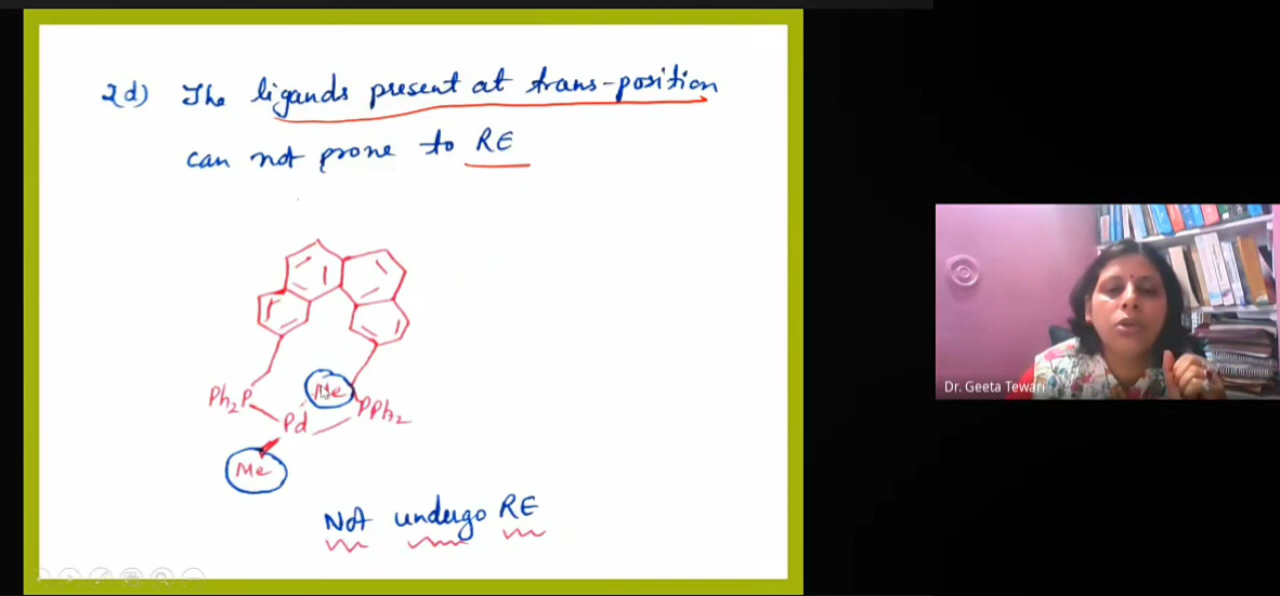 2d) The ligands present at trans-position
can not prone to RE
Me
Ph₂P
PPh₂
Pd
Me
Not undergo RE
Dr. Geeta Tewari